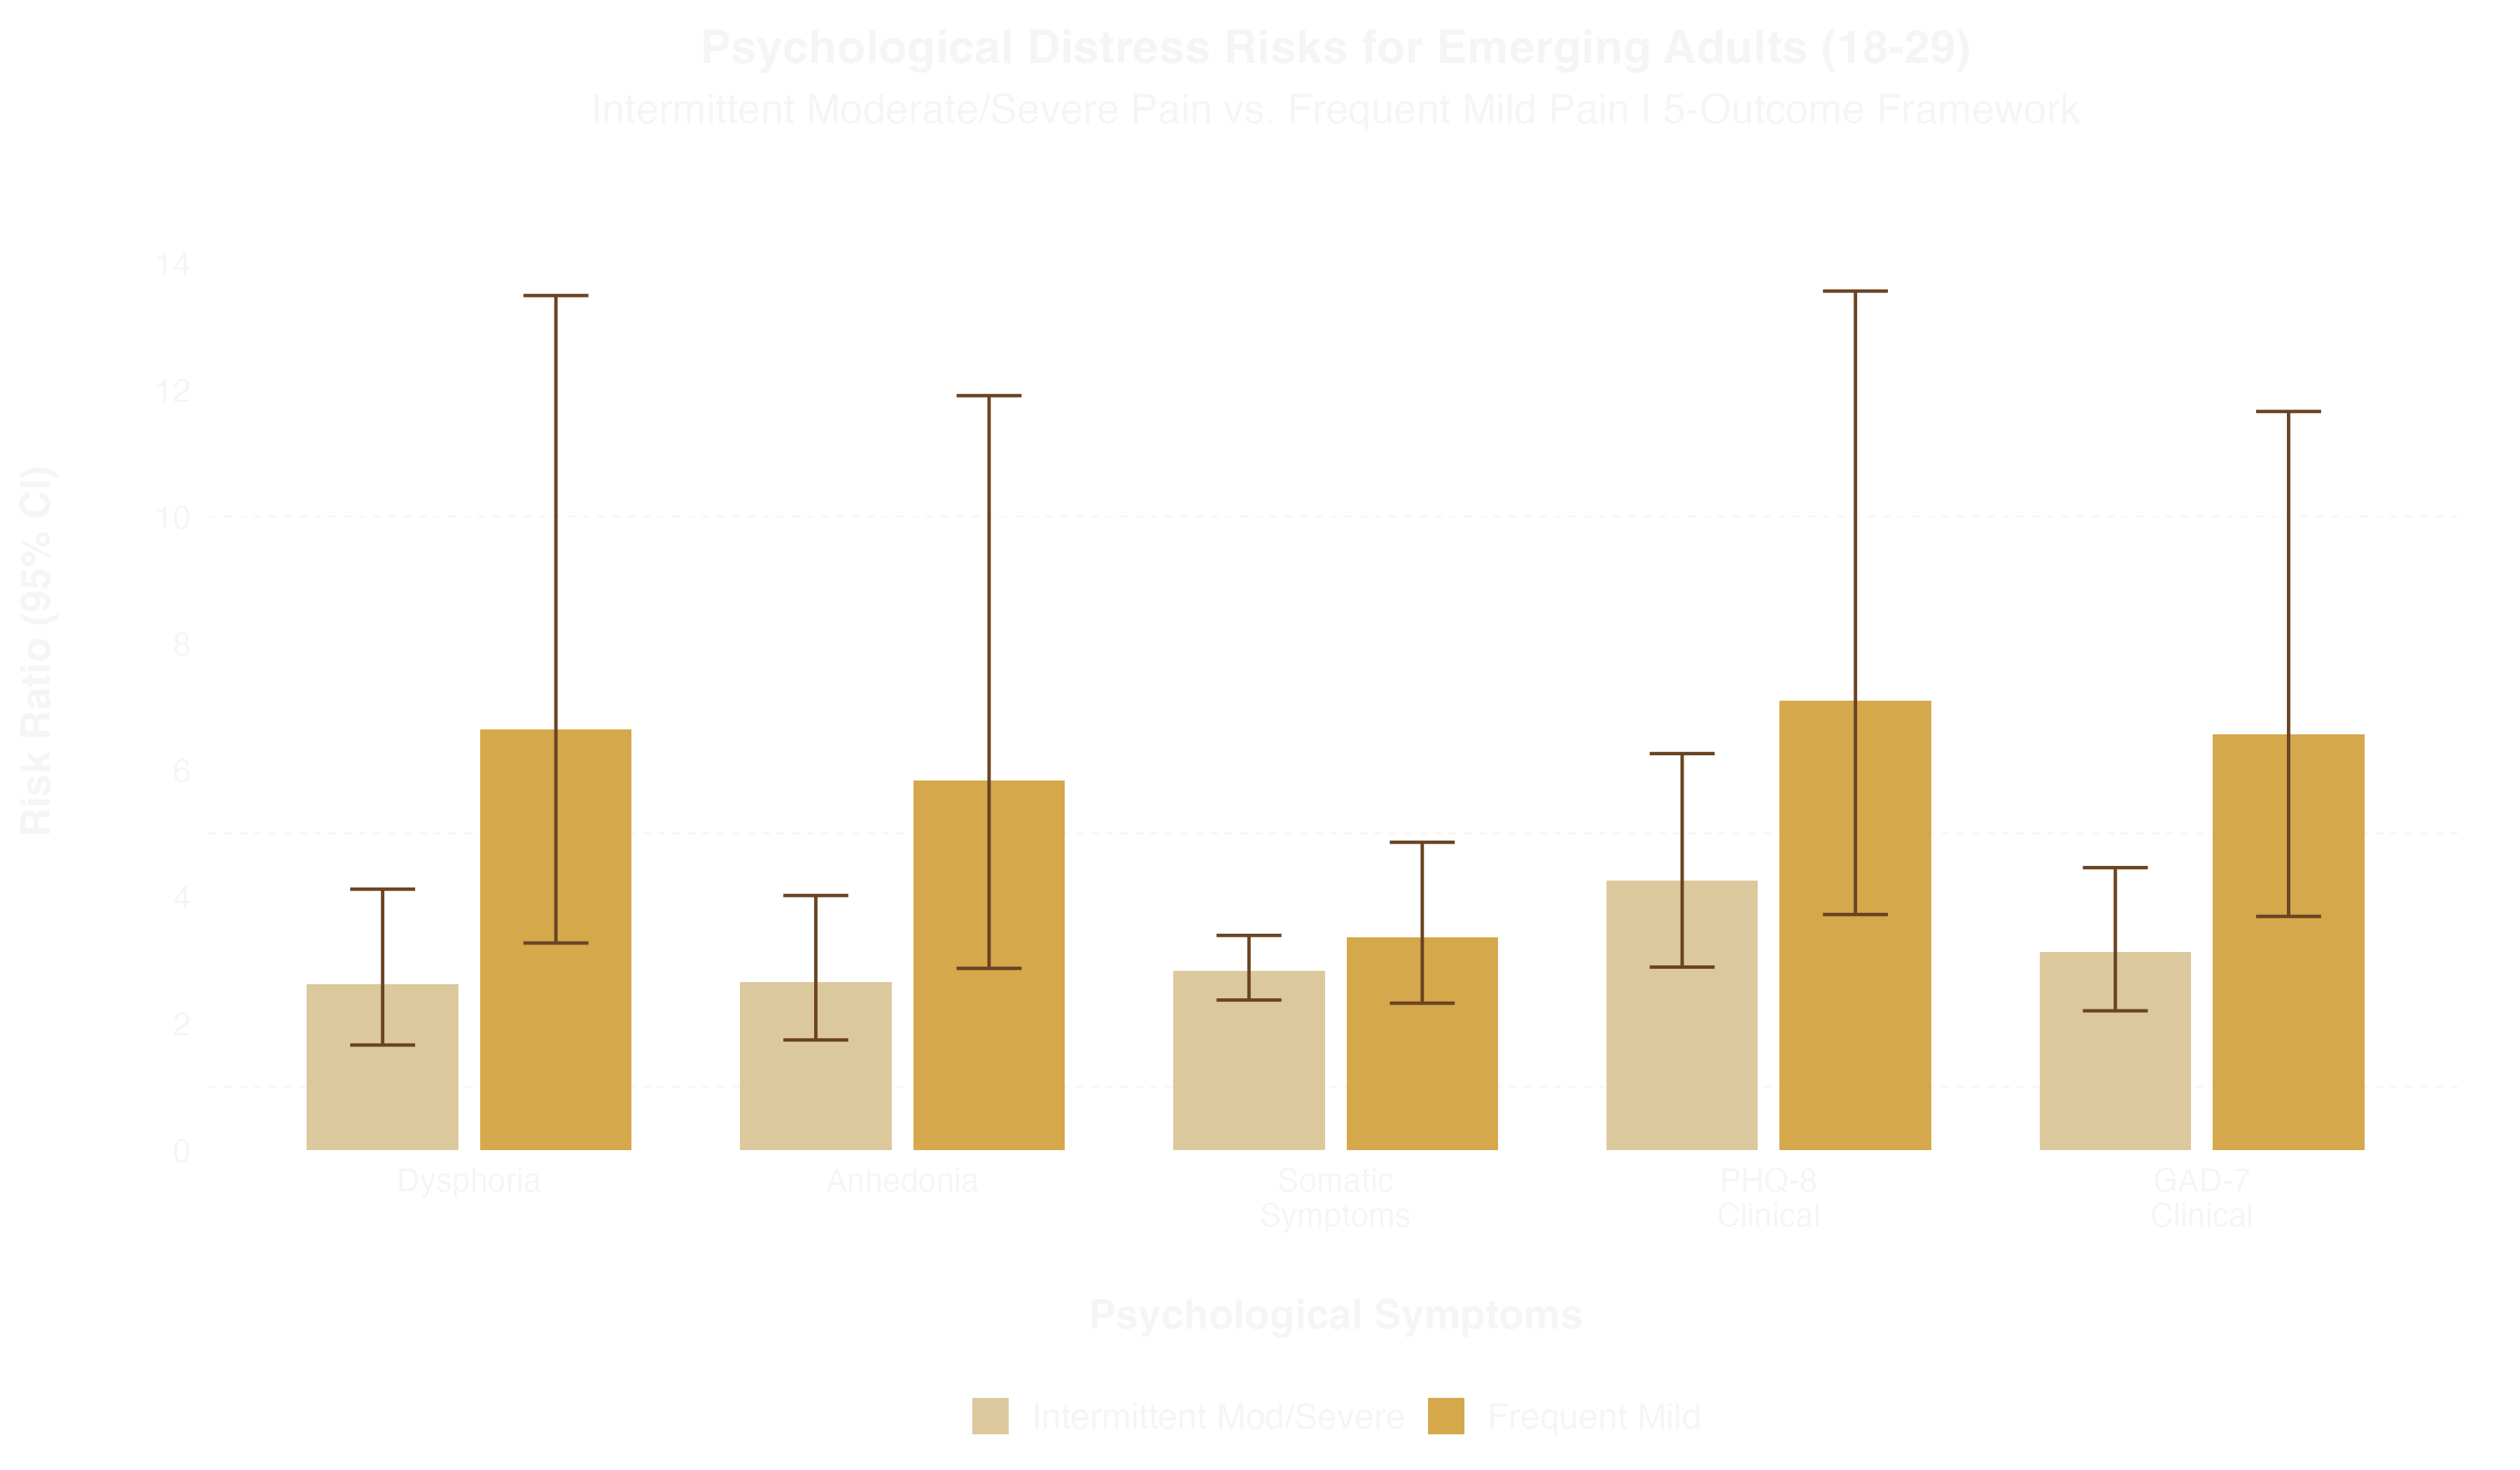 Psychological Distress Risks for Emerging Adults (18-29)
Intermittent Moderate/Severe Pain vs. Frequent Mild Pain | 5-Outcome Framework
Risk Ratio (95% CI)
14
12
10
8
6
4
2
0
Dysphoria
Anhedonia
Somatic
Symptoms
PHQ-8
Clinical
GAD-7
Clinical
Psychological Symptoms
Intermittent Mod/Severe
Frequent Mild